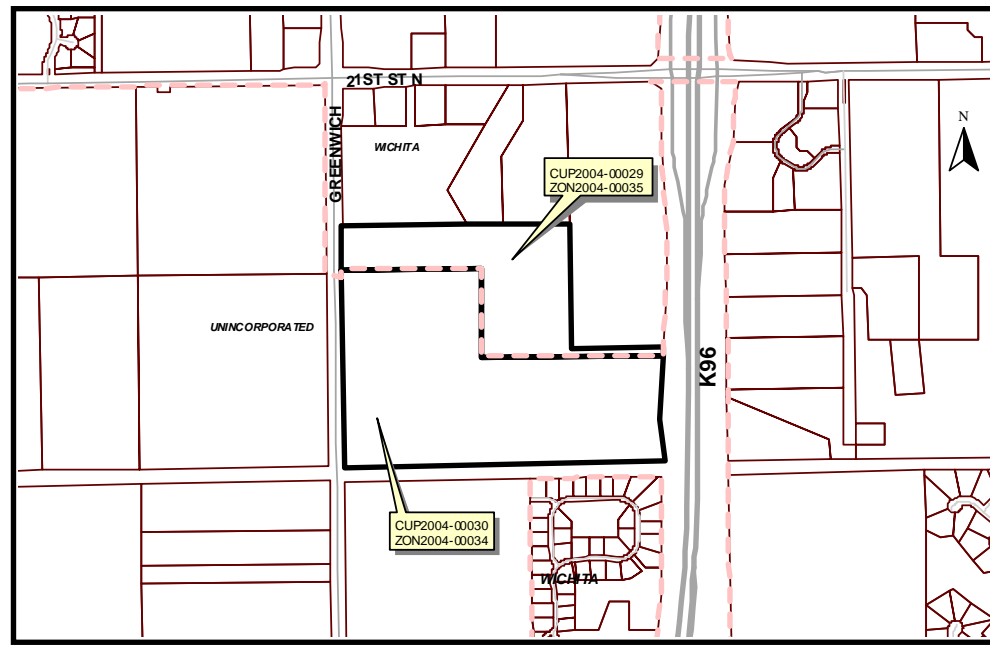 21ST ST N
GREENWICH
WICHITA
N
CUP2004-00029
ZON2004-00035
UNINCORPORATED
K96
CUP2004-00030
ZON2004-00034
WICHITA